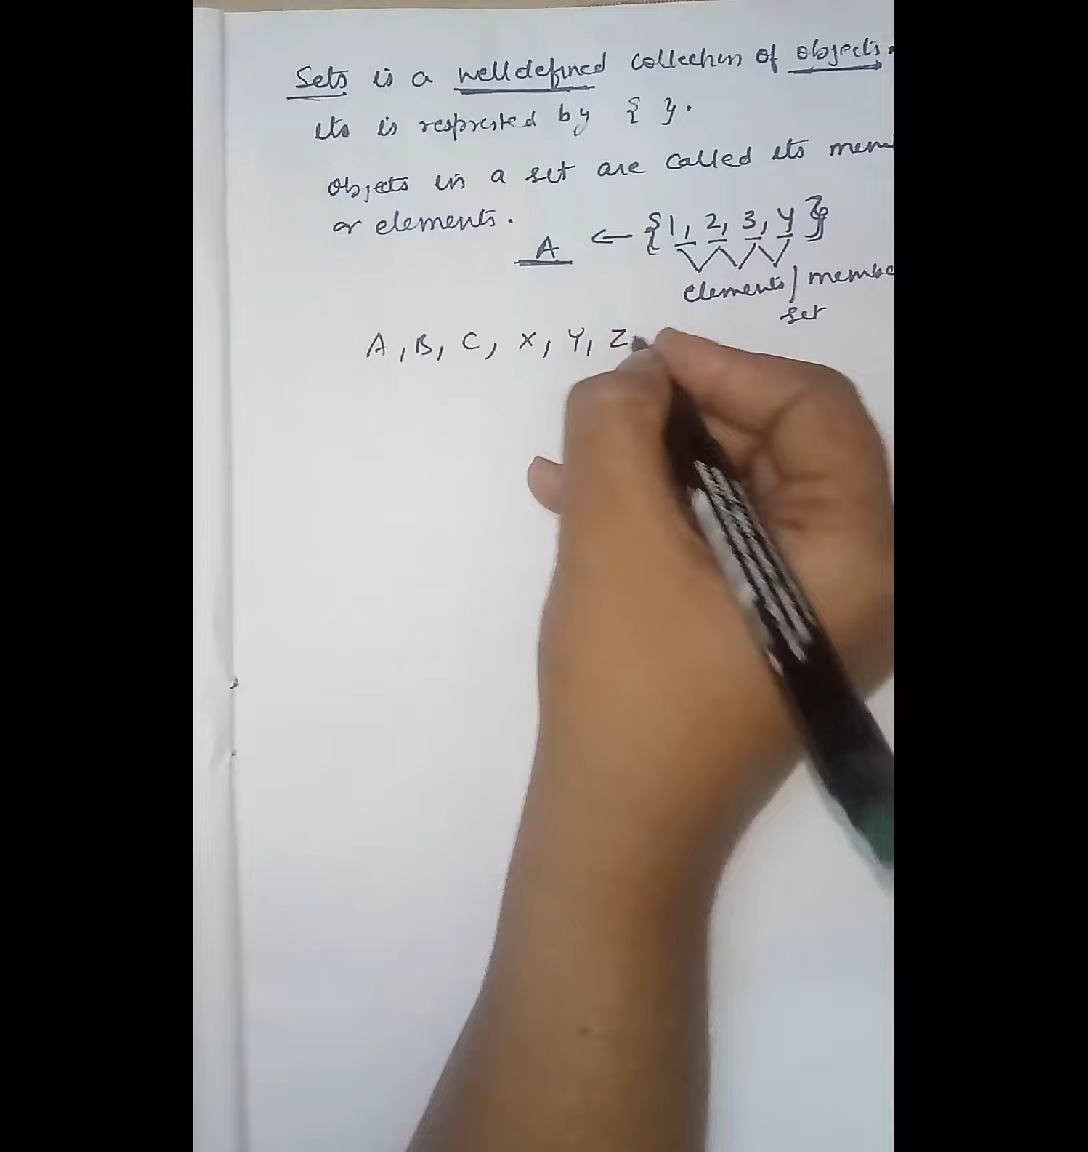 Sets is a welldefined collection of objects.
its is resprested by { }.
objects in a set are called its mem
or elements.
A ← {1, 2, 3, 4}
elements / membe
set
A, B, C, X, Y, Z,